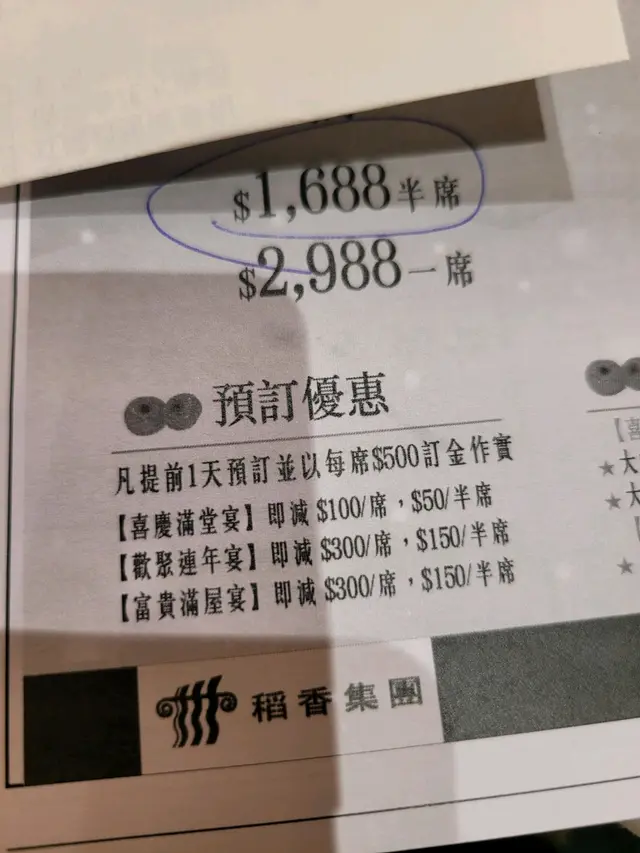 $1,688半席
$2,988一席
預訂優惠
凡提前1天預訂並以每席$500訂金作實
【喜慶滿堂宴】即減 $100/席，$50/半席
【歡聚連年宴】即減 $300/席，$150/半席
【富貴滿屋宴】即減 $300/席，$150/半席
稻香集團
【喜
★大
★大
【
★